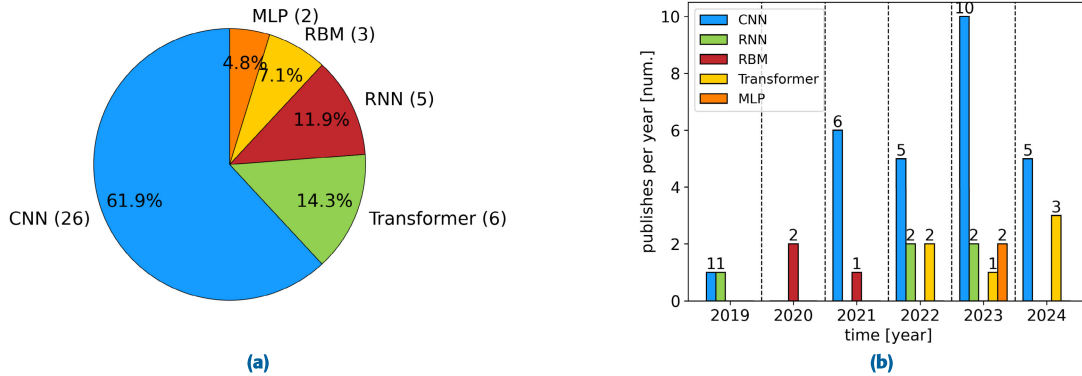 MLP (2)
RBM (3)
RNN (5)
Transformer (6)
CNN (26)
4.8%
7.1%
11.9%
14.3%
61.9%
(a)
publishes per year [num.]
10
8
6
4
2
0
CNN
RNN
RBM
Transformer
MLP
1
1
2
6
1
5
2
2
10
2
1
2
5
3
2019
2020
2021
2022
2023
2024
time [year]
(b)